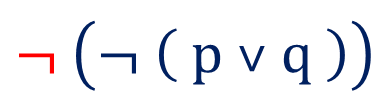 ¬ (¬ ( p ∨ q ))